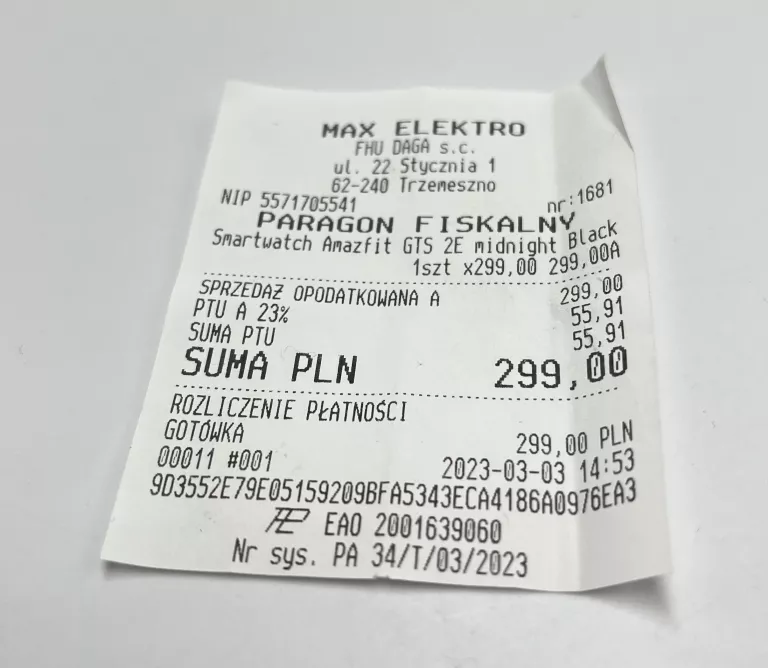 MAX ELEKTRO
FHU DAGA s.c.
ul. 22 Stycznia 1
62-240 Trzemeszno
NIP 5571705541 nr:1681
PARAGON FISKALNY
Smartwatch Amazfit GTS 2E midnight Black
1szt x299,00 299,00A
SPRZEDAŻ OPODATKOWANA A 299,00
PTU A 23% 55,91
SUMA PTU 55,91
SUMA PLN 299,00
ROZLICZENIE PŁATNOŚCI
GOTÓWKA 299,00 PLN
00011 #001 2023-03-03 14:53
9D3552E79E05159209BFA5343ECA4186A0976EA3
EAO 2001639060
Nr sys. PA 34/T/03/2023